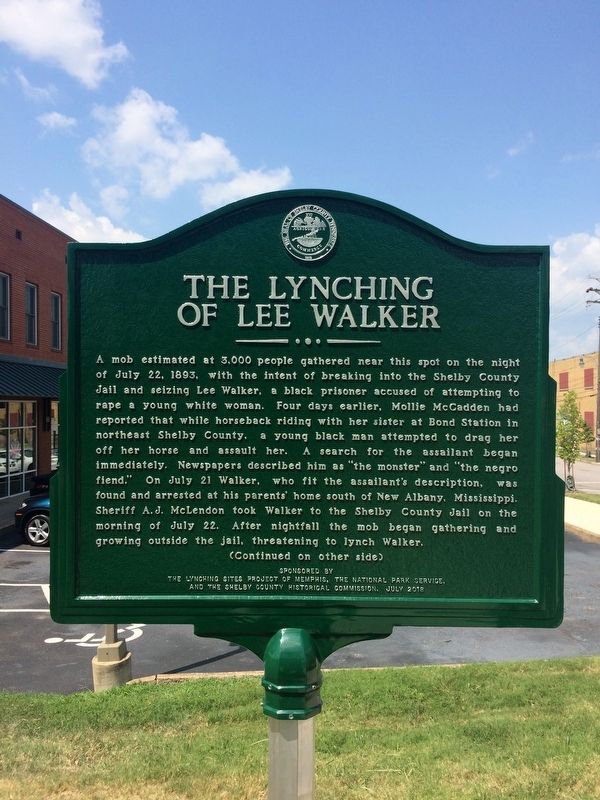 THE LYNCHING
OF LEE WALKER
A mob estimated at 3,000 people gathered near this spot on the night
of July 22, 1893, with the intent of breaking into the Shelby County
Jail and seizing Lee Walker, a black prisoner accused of attempting to
rape a young white woman. Four days earlier, Mollie McCadden had
reported that while horseback riding with her sister at Bond Station in
northeast Shelby County, a young black man attempted to drag her
off her horse and assault her. A search for the assailant began
immediately. Newspapers described him as "the monster" and "the negro
fiend." On July 21 Walker, who fit the assailant's description, was
found and arrested at his parents' home south of New Albany, Mississippi.
Sheriff A.J. McLendon took Walker to the Shelby County Jail on the
morning of July 22. After nightfall the mob began gathering and
growing outside the jail, threatening to lynch Walker.
(Continued on other side)
SPONSORED BY
THE LYNCHING SITES PROJECT OF MEMPHIS, THE NATIONAL PARK SERVICE,
AND THE SHELBY COUNTY HISTORICAL COMMISSION. JULY 2018